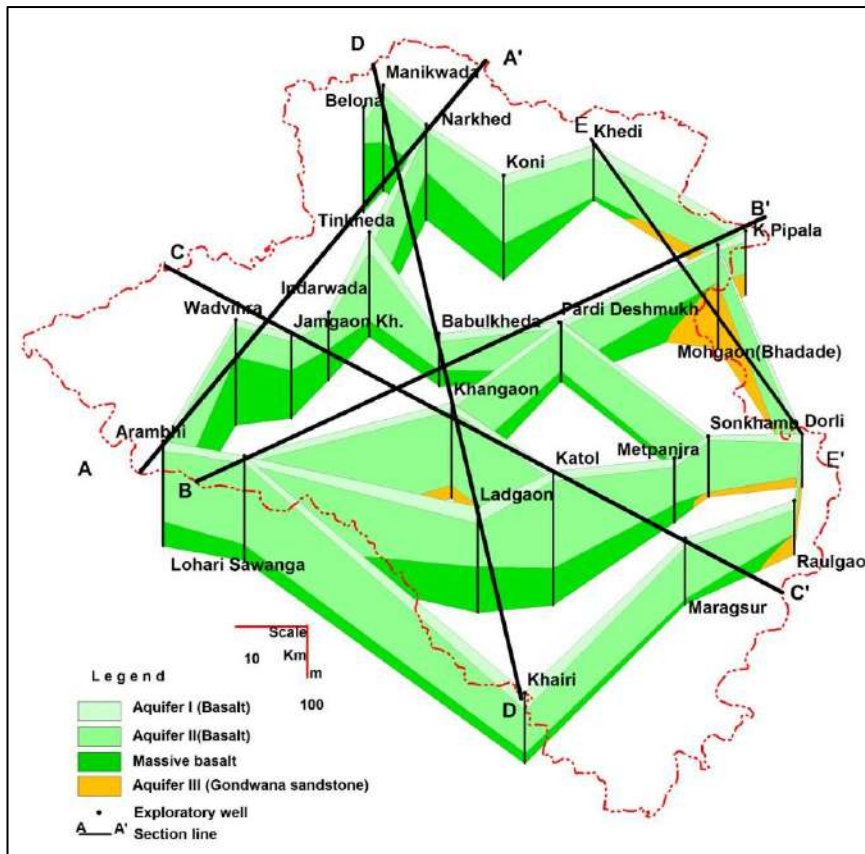 D
A'
Manikwada
Belona
Narkhed
E
Khedi
Koni
B'
Tinkheda
K Pipala
C
Indarwada
Wadvihra
Jamgaon Kh.
Babulkheda
Pardi Deshmukh
Mohgaon(Bhadade)
Khangaon
Arambhi
Sonkhamb
Dorli
Metpanjra
A
B
Katol
E'
Ladgaon
Lohari Sawanga
Raulgao
C'
Maragsur
Scale
10 Km
m
100
Khairi
D
Legend
Aquifer I (Basalt)
Aquifer II(Basalt)
Massive basalt
Aquifer III (Gondwana sandstone)
Exploratory well
A A' Section line